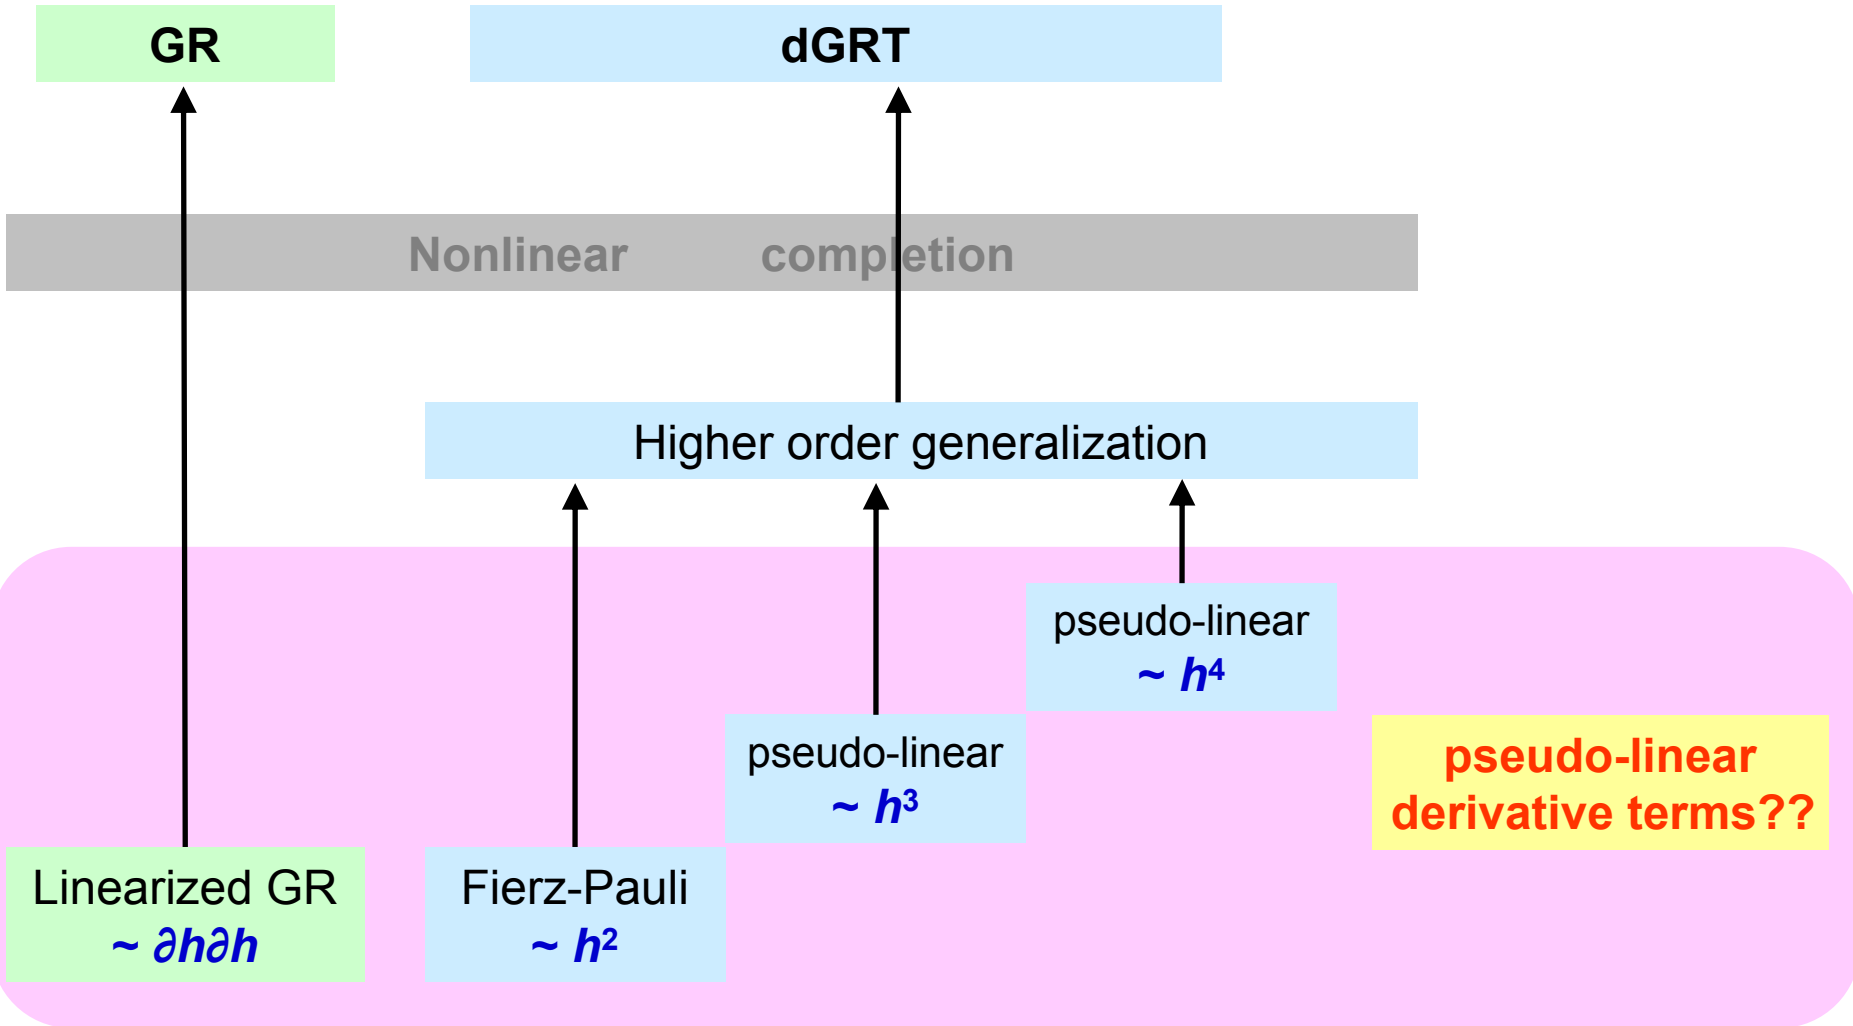 GR
dGRT
Nonlinear completion
Higher order generalization
pseudo-linear
~ h⁴
pseudo-linear
~ h³
pseudo-linear
derivative terms??
Linearized GR
~ ∂h∂h
Fierz-Pauli
~ h²